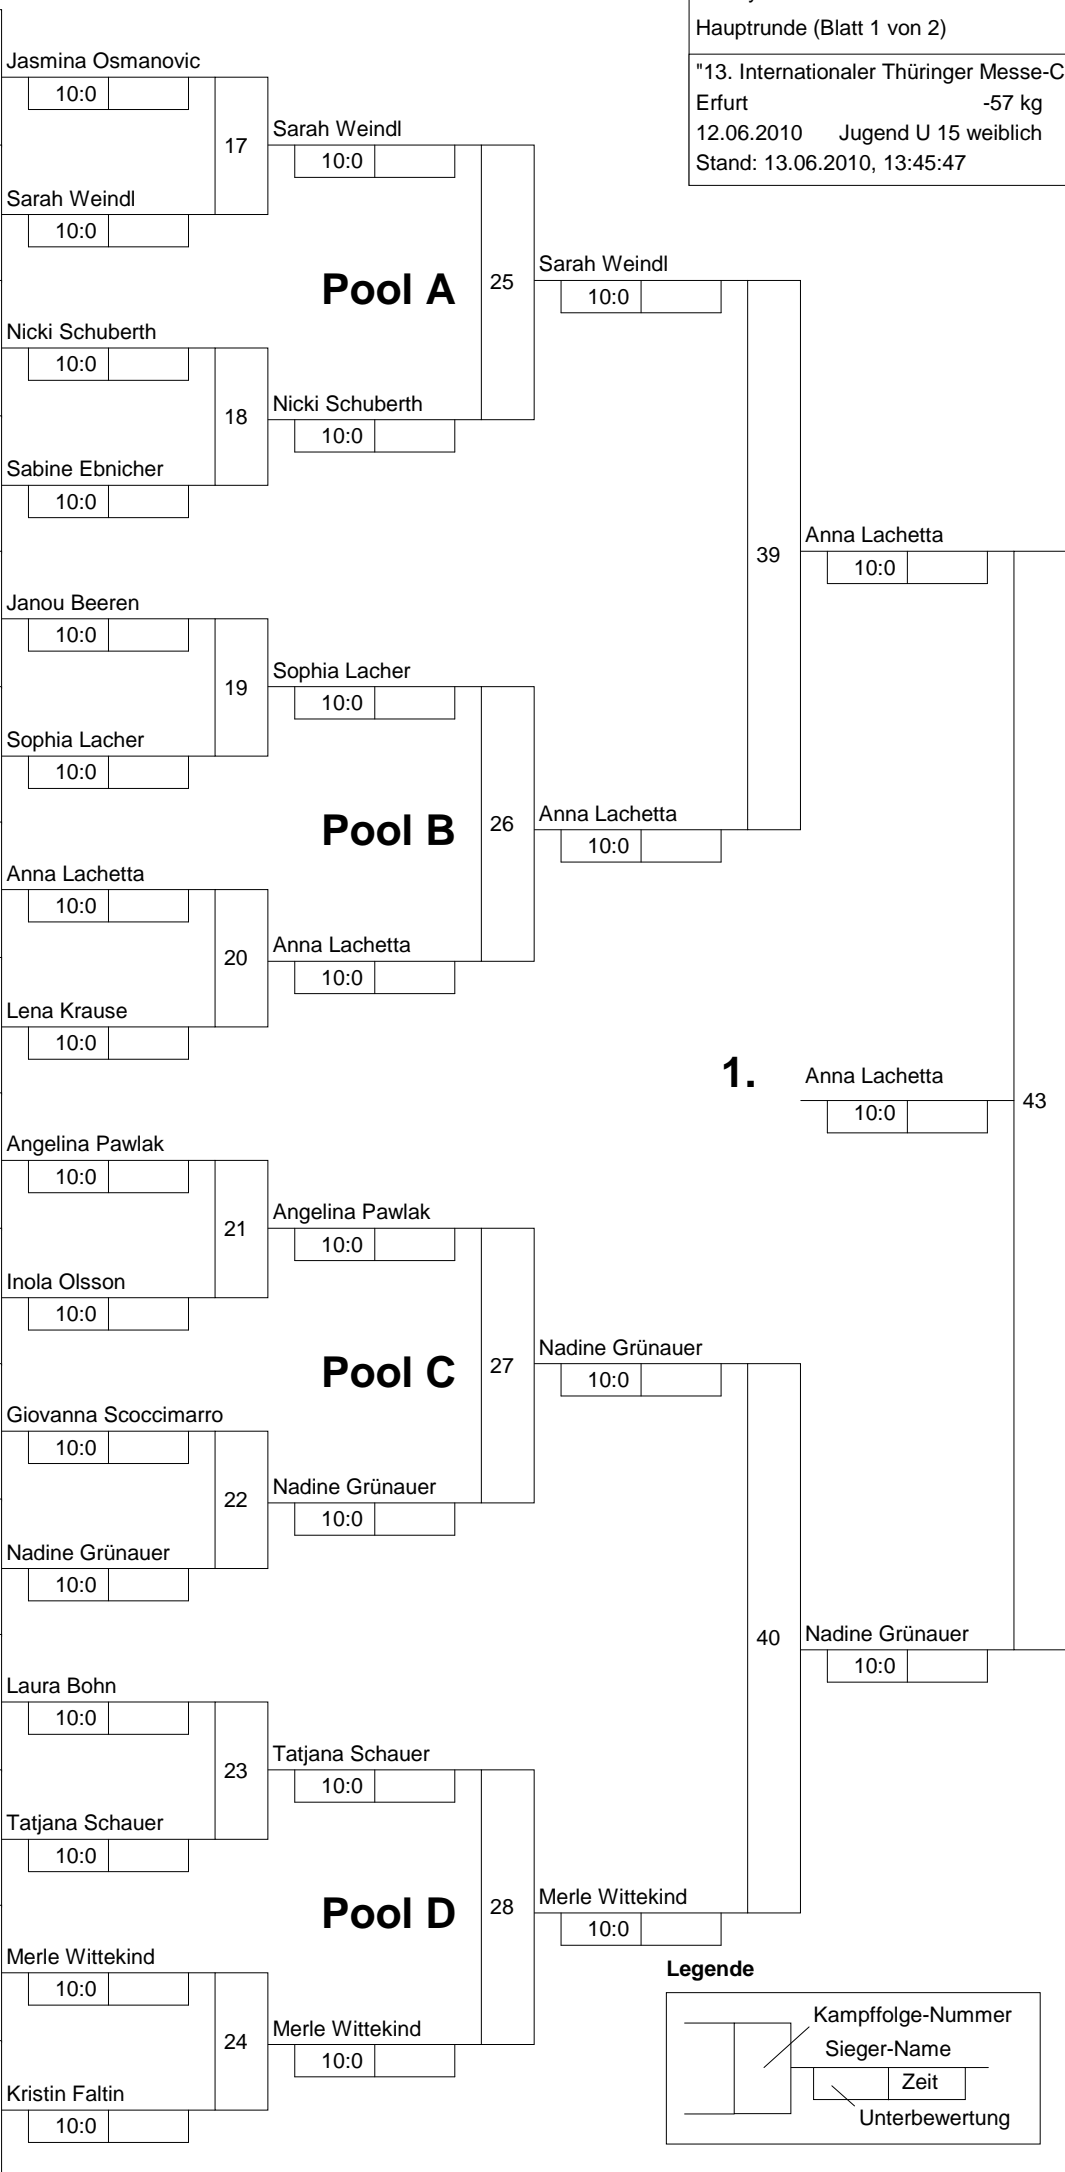 Hauptrunde (Blatt 1 von 2)
"13. Internationaler Thüringer Messe-C
Erfurt -57 kg
12.06.2010 Jugend U 15 weiblich
Stand: 13.06.2010, 13:45:47
Jasmina Osmanovic
10:0
17
Sarah Weindl
10:0
Sarah Weindl
10:0
Pool A
25
Sarah Weindl
10:0
Nicki Schuberth
10:0
18
Nicki Schuberth
10:0
Sabine Ebnicher
10:0
39
Anna Lachetta
10:0
Janou Beeren
10:0
19
Sophia Lacher
10:0
Sophia Lacher
10:0
Pool B
26
Anna Lachetta
10:0
Anna Lachetta
10:0
20
Anna Lachetta
10:0
Lena Krause
10:0
1.
Anna Lachetta
10:0
43
Angelina Pawlak
10:0
21
Angelina Pawlak
10:0
Inola Olsson
10:0
Pool C
27
Nadine Grünauer
10:0
Giovanna Scoccimarro
10:0
22
Nadine Grünauer
10:0
Nadine Grünauer
10:0
40
Nadine Grünauer
10:0
Laura Bohn
10:0
23
Tatjana Schauer
10:0
Tatjana Schauer
10:0
Pool D
28
Merle Wittekind
10:0
Merle Wittekind
10:0
24
Merle Wittekind
10:0
Kristin Faltin
10:0
Legende
Kampffolge-Nummer
Sieger-Name
Zeit
Unterbewertung